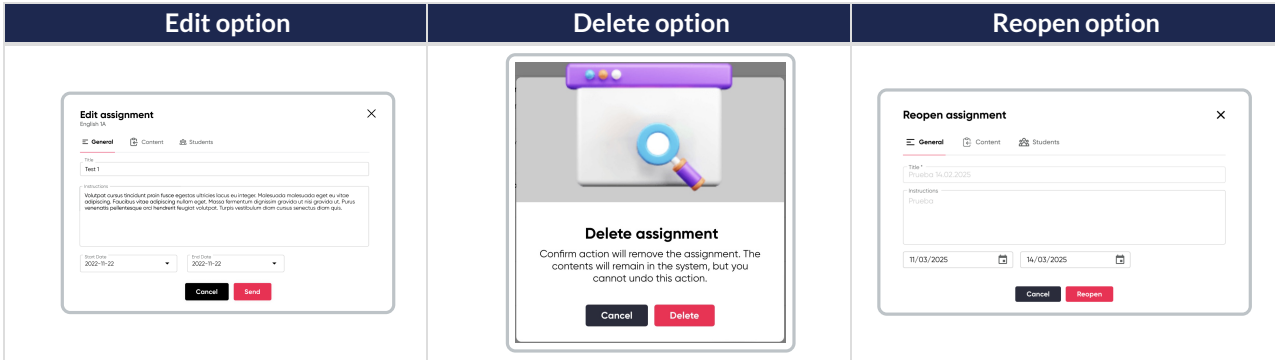 Edit option
Delete option
Reopen option
Edit assignment
English 1A
General
Content
Students
Title
Test 1
Instructions
Volutpat cursus tincidunt proin fusce egestas ultricies lacus eu integer. Malesuada malesuada eget eu vitae
adipiscing. Faucibus vitae adipiscing nullam eget. Massa fermentum dignissim gravida ut nisi gravida ut. Purus
venenatis pellentesque orci hendrerit feugiat volutpat. Turpis vestibulum diam cursus senectus diam quis.
Start Date
2022-11-22
End Date
2022-11-22
Cancel
Send
Delete assignment
Confirm action will remove the assignment. The
contents will remain in the system, but you
cannot undo this action.
Cancel
Delete
Reopen assignment
General
Content
Students
Title *
Prueba 14.02.2025
Instructions
Prueba
11/03/2025
14/03/2025
Cancel
Reopen